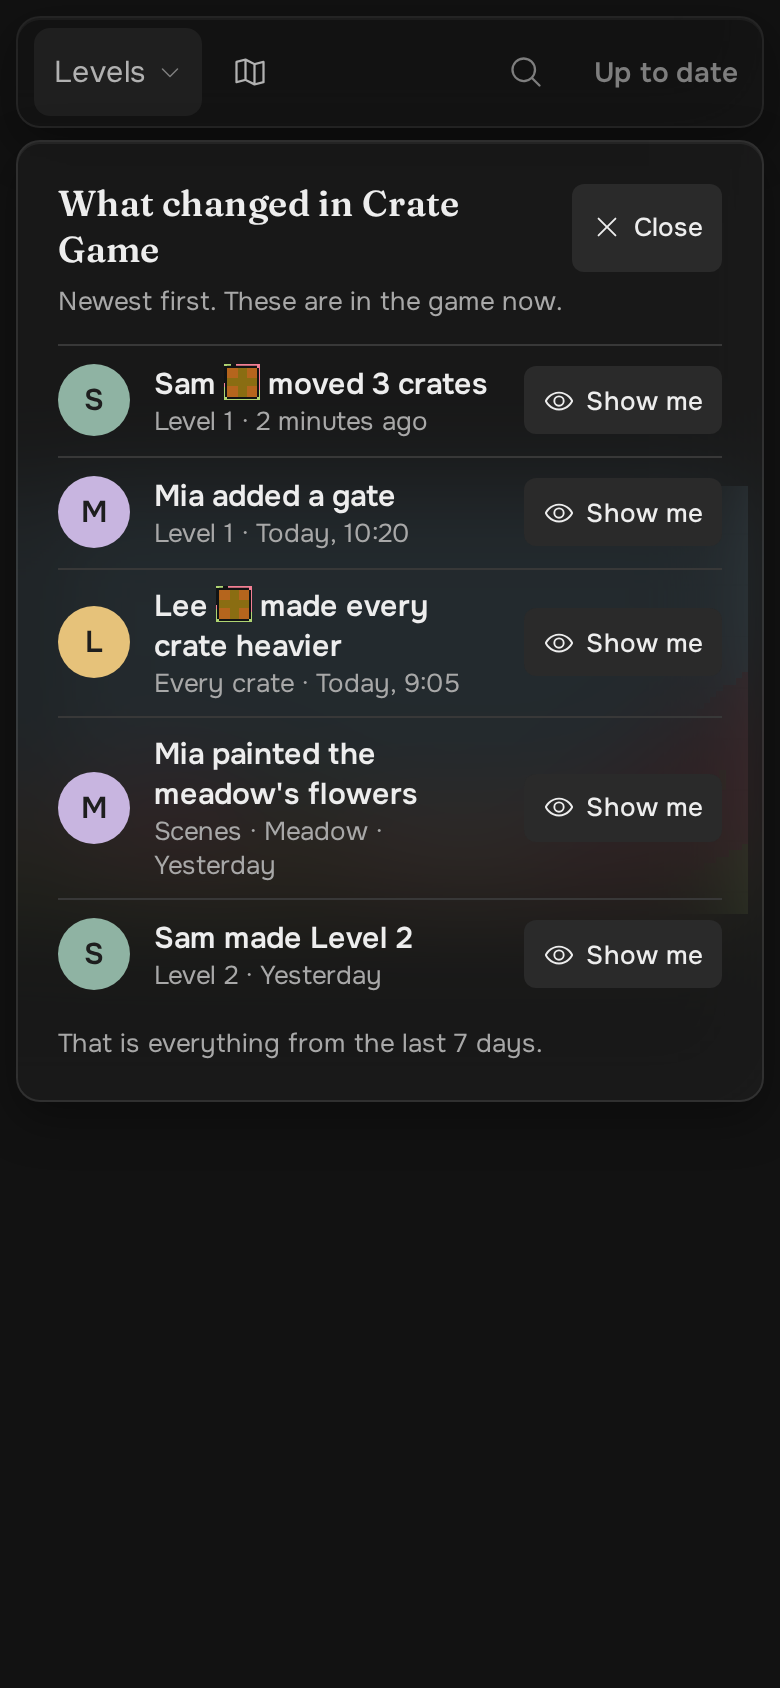 Levels
Up to date
What changed in Crate
Game
Close
Newest first. These are in the game now.
S
Sam moved 3 crates
Level 1 · 2 minutes ago
Show me
M
Mia added a gate
Level 1 · Today, 10:20
Show me
L
Lee made every
crate heavier
Every crate · Today, 9:05
Show me
M
Mia painted the
meadow's flowers
Scenes · Meadow ·
Yesterday
Show me
S
Sam made Level 2
Level 2 · Yesterday
Show me
That is everything from the last 7 days.